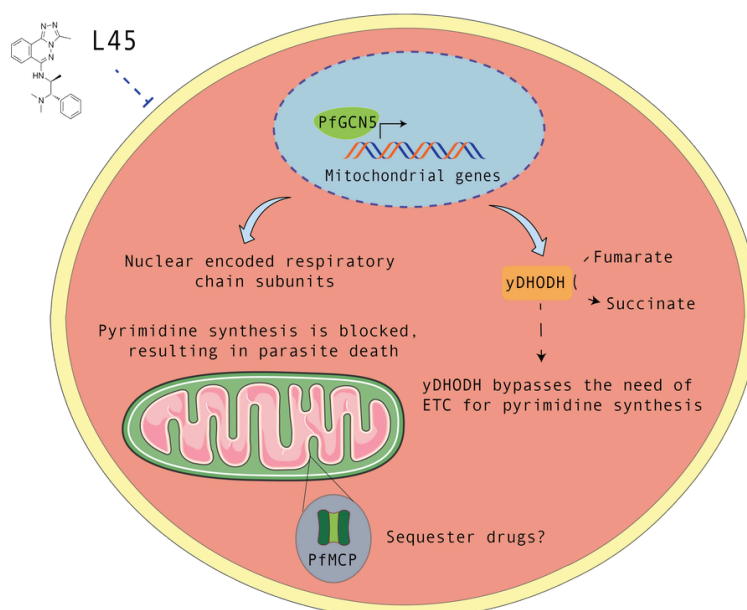 L45
N N
N
N
HN
N
PfGCN5
Mitochondrial genes
Nuclear encoded respiratory
chain subunits
yDHODH
Fumarate
Succinate
Pyrimidine synthesis is blocked,
resulting in parasite death
yDHODH bypasses the need of
ETC for pyrimidine synthesis
PfMCP
Sequester drugs?